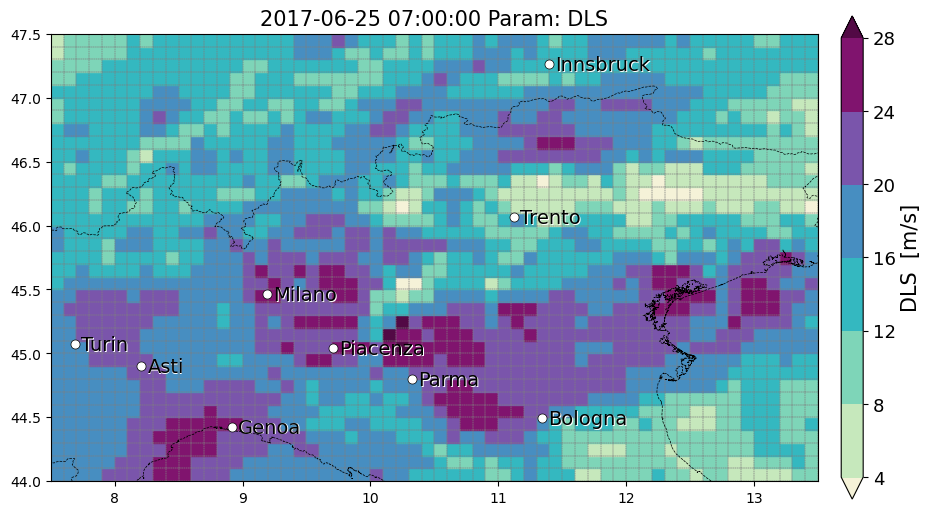 2017-06-25 07:00:00 Param: DLS
47.5
47.0
46.5
46.0
45.5
45.0
44.5
44.0
8
9
10
11
12
13
Innsbruck
Trento
Milano
Turin
Piacenza
Asti
Parma
Bologna
Genoa
28
24
20
16
12
8
4
DLS [m/s]